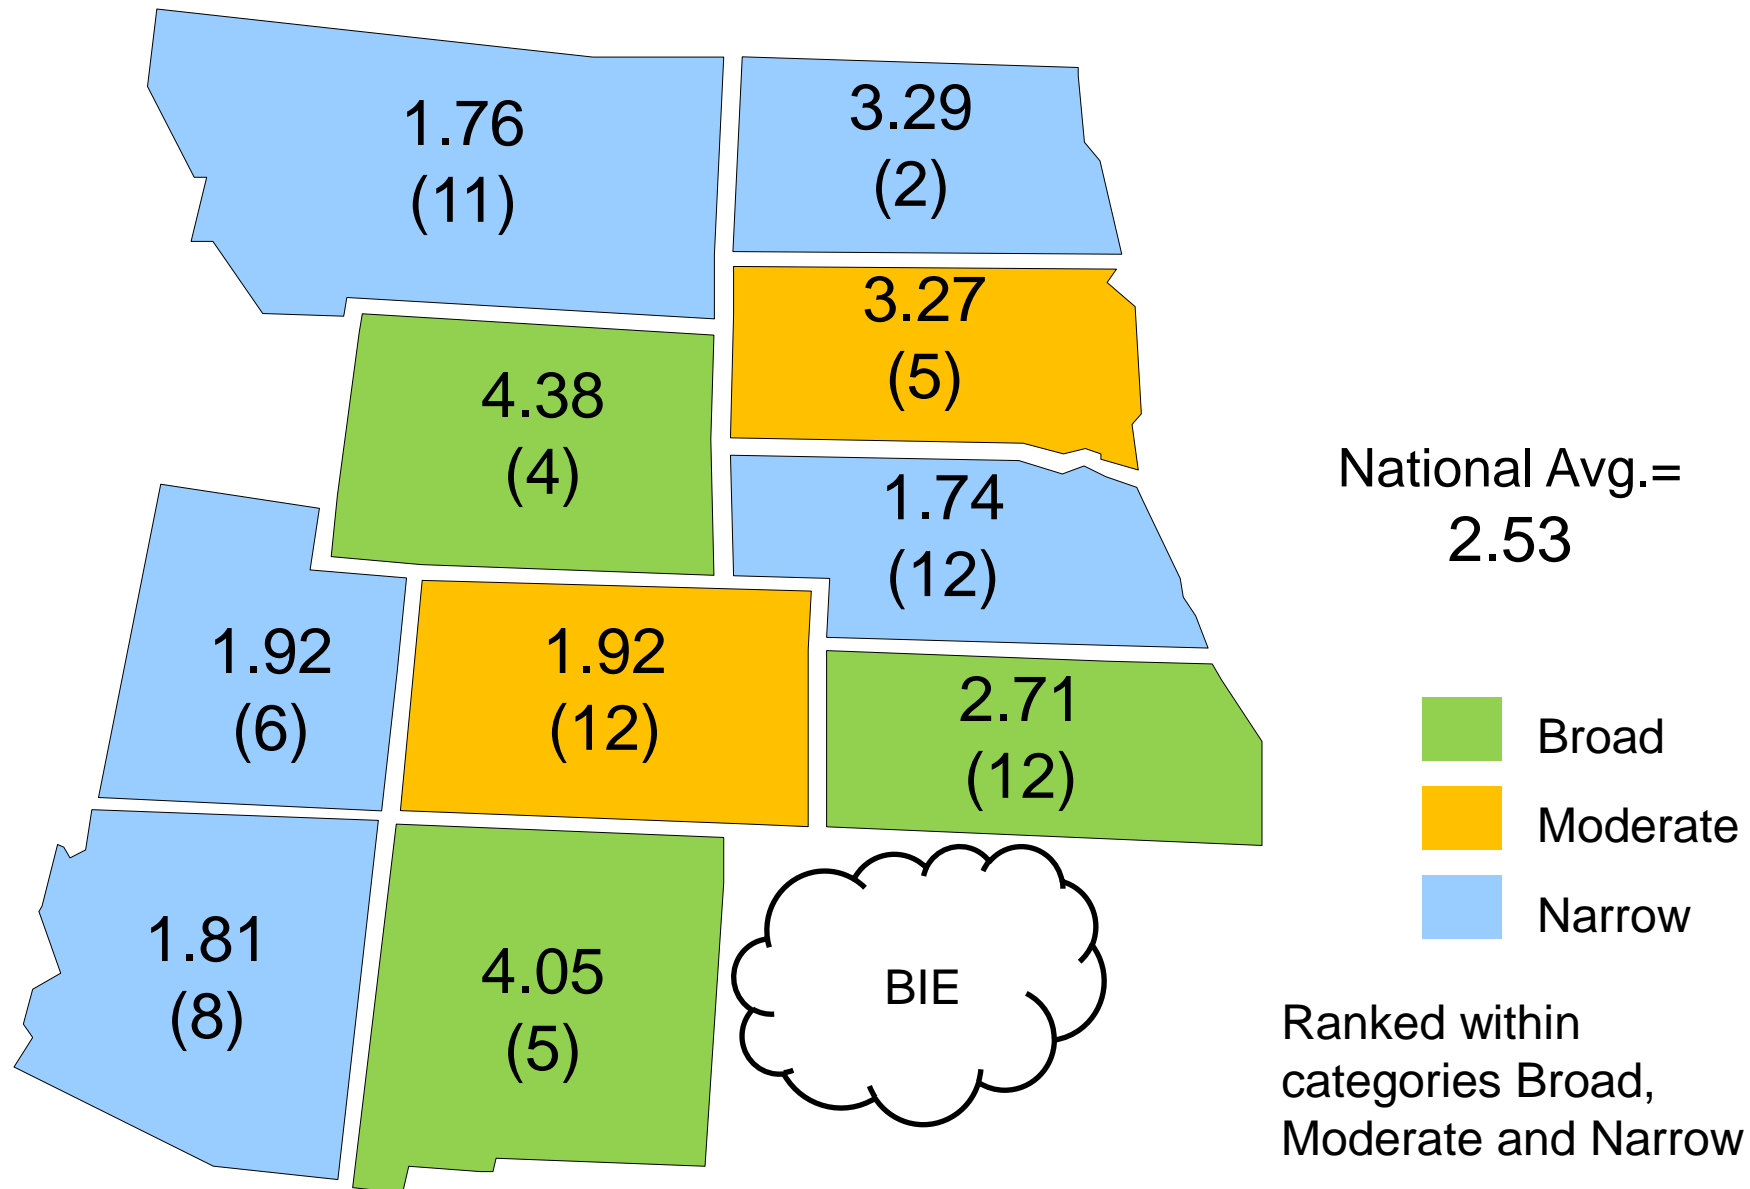 1.76
(11)
3.29
(2)
3.27
(5)
4.38
(4)
1.74
(12)
1.92
(6)
1.92
(12)
2.71
(12)
1.81
(8)
4.05
(5)
BIE
National Avg.=
2.53
Broad
Moderate
Narrow
Ranked within
categories Broad,
Moderate and Narrow